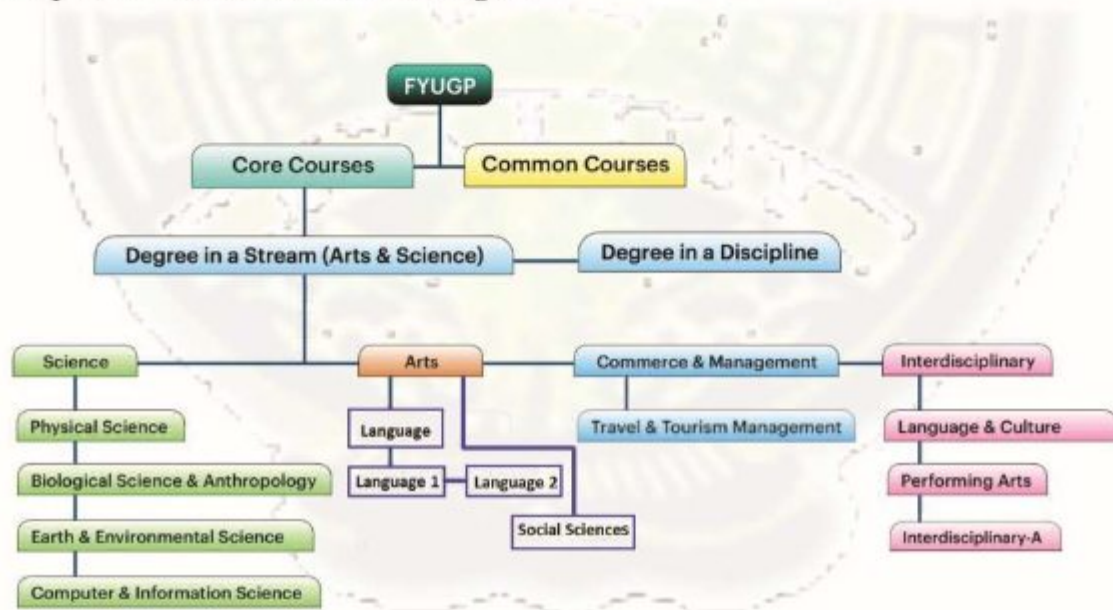 FYUGP
Core Courses
Common Courses
Degree in a Stream (Arts & Science)
Degree in a Discipline
Science
Arts
Commerce & Management
Interdisciplinary
Physical Science
Language
Travel & Tourism Management
Language & Culture
Biological Science & Anthropology
Language 1
Language 2
Performing Arts
Earth & Environmental Science
Social Sciences
Interdisciplinary-A
Computer & Information Science